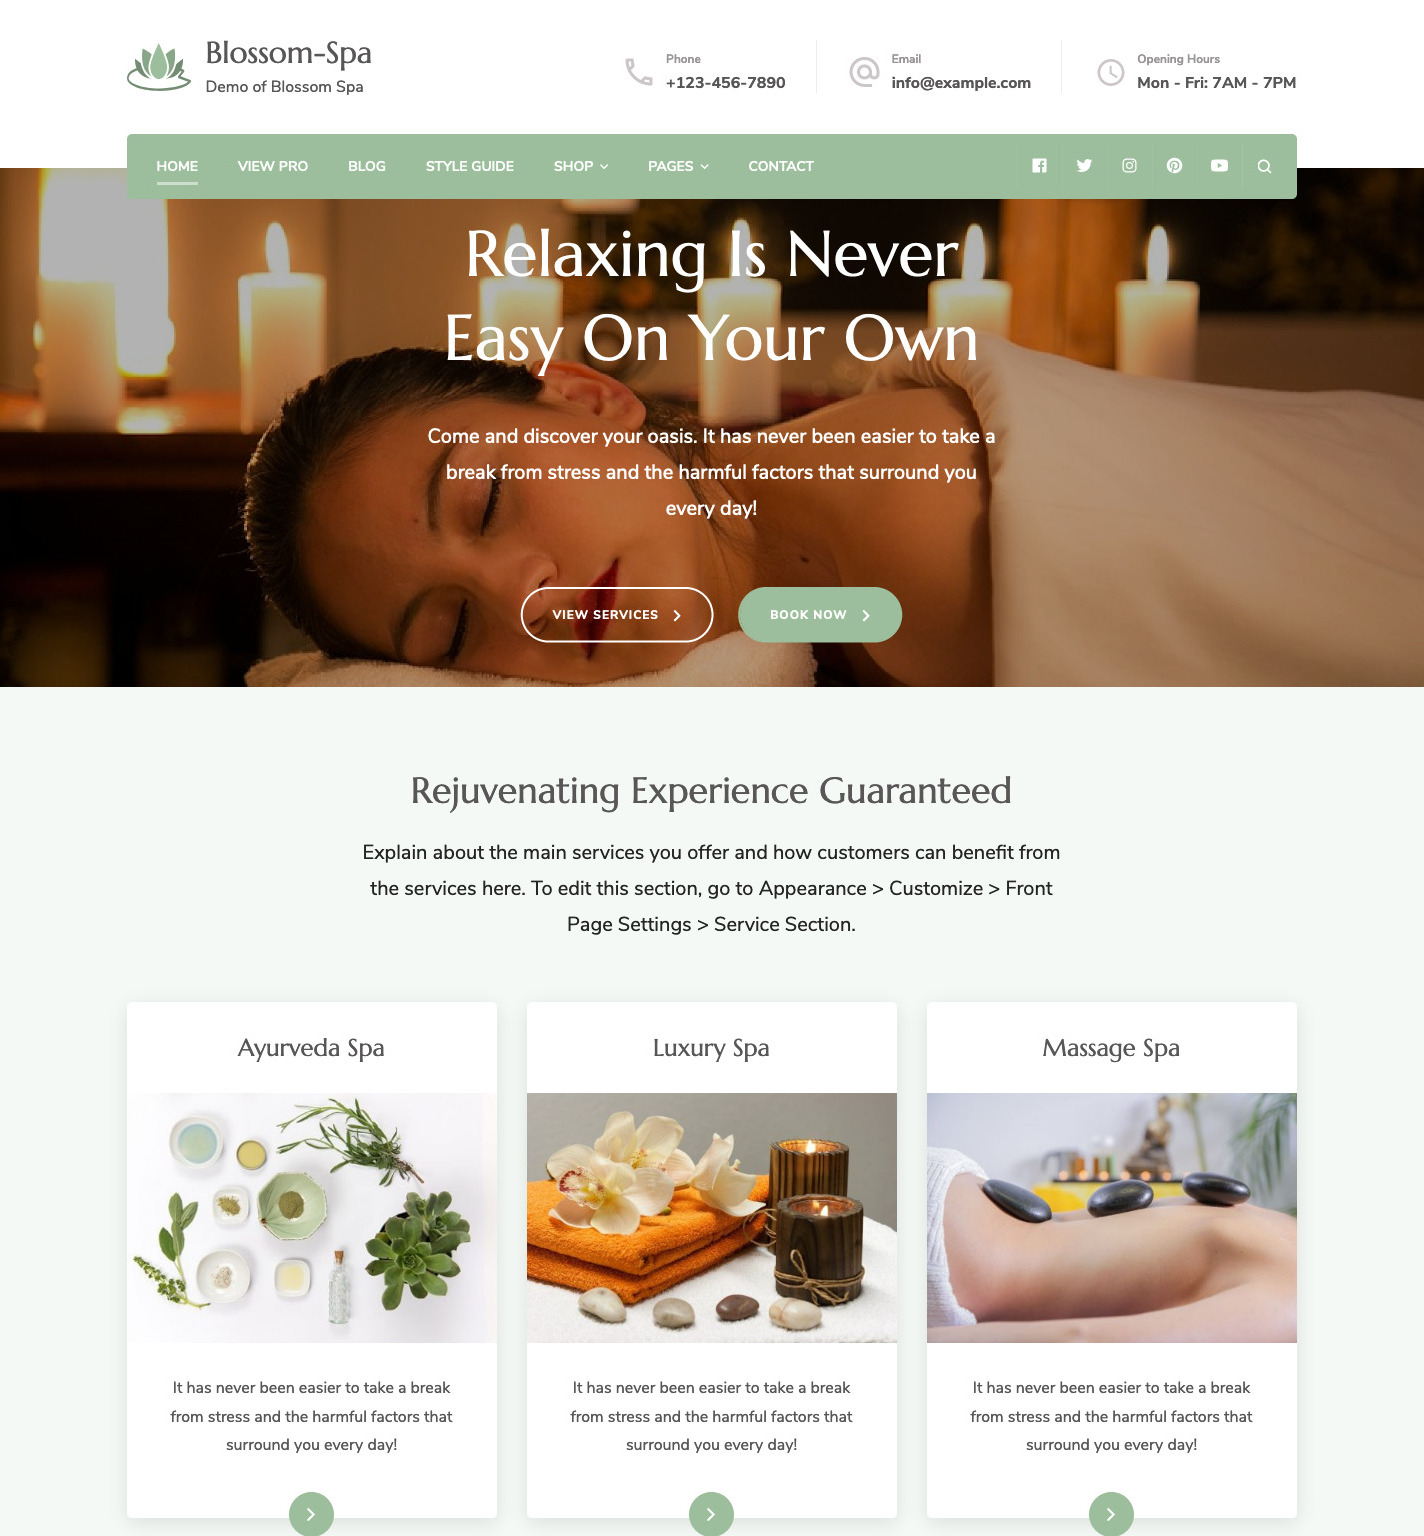 Blossom-Spa
Demo of Blossom Spa
Phone
+123-456-7890
Email
info@example.com
Opening Hours
Mon - Fri: 7AM - 7PM
HOME VIEW PRO BLOG STYLE GUIDE SHOP PAGES CONTACT
Relaxing Is Never
Easy On Your Own
Come and discover your oasis. It has never been easier to take a
break from stress and the harmful factors that surround you
every day!
VIEW SERVICES BOOK NOW
Rejuvenating Experience Guaranteed
Explain about the main services you offer and how customers can benefit from
the services here. To edit this section, go to Appearance > Customize > Front
Page Settings > Service Section.
Ayurveda Spa
It has never been easier to take a break
from stress and the harmful factors that
surround you every day!
Luxury Spa
It has never been easier to take a break
from stress and the harmful factors that
surround you every day!
Massage Spa
It has never been easier to take a break
from stress and the harmful factors that
surround you every day!